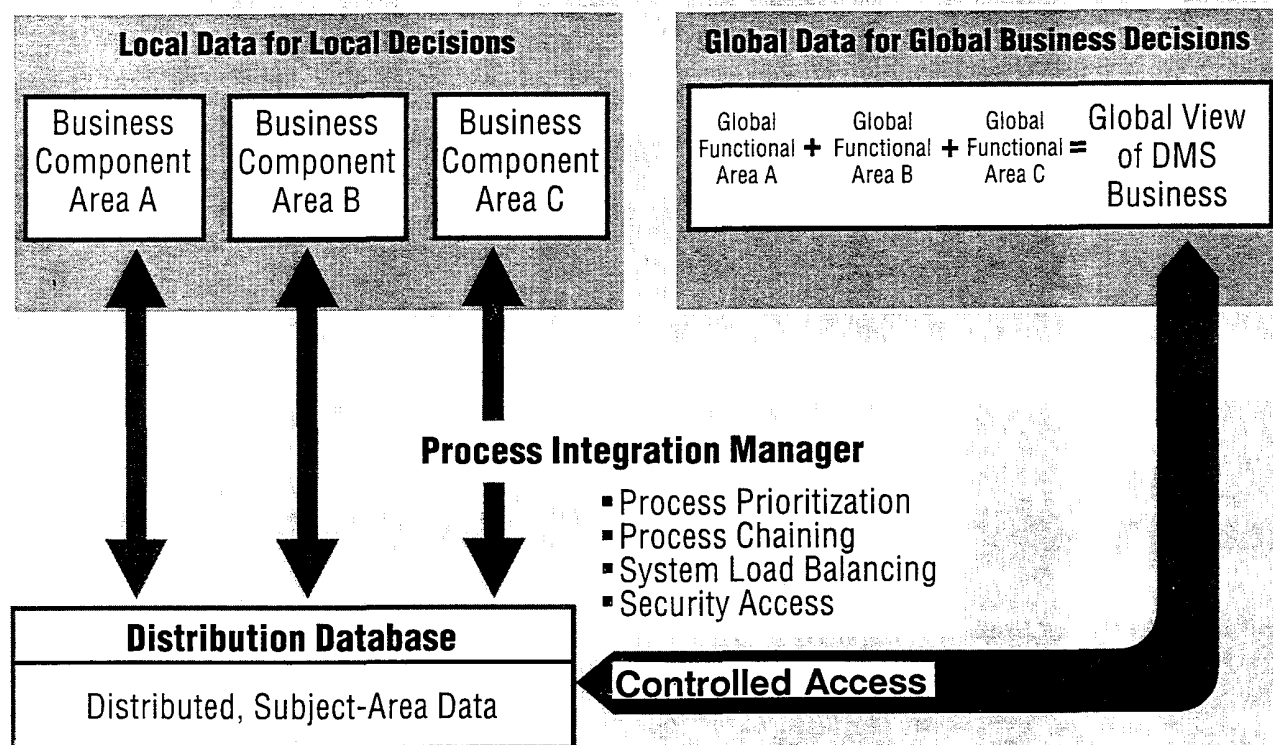 Local Data for Local Decisions
Business
Component
Area A
Business
Component
Area B
Business
Component
Area C
Global Data for Global Business Decisions
Global
Functional
Area A
+
Global
Functional
Area B
+
Global
Functional
Area C
=
Global View
of DMS
Business
Process Integration Manager
▪ Process Prioritization
▪ Process Chaining
▪ System Load Balancing
▪ Security Access
Distribution Database
Distributed, Subject-Area Data
Controlled Access